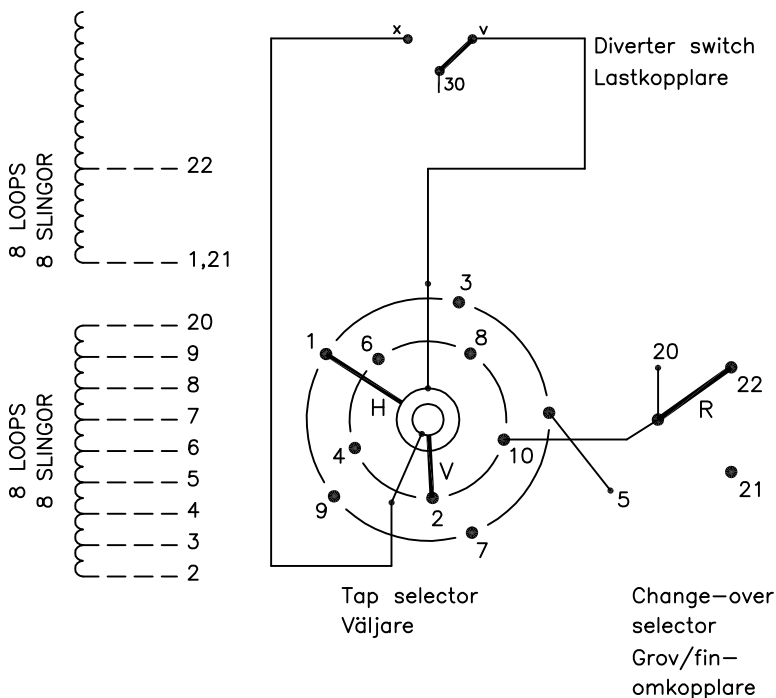 x
v
30
Diverter switch
Lastkopplare
8 LOOPS
8 SLINGOR
22
1,21
20
9
8
7
6
5
4
3
2
8 LOOPS
8 SLINGOR
3
1
6
8
H
4
V
10
9
2
7
5
20
22
R
21
Tap selector
Väljare
Change-over
selector
Grov/fin-
omkopplare